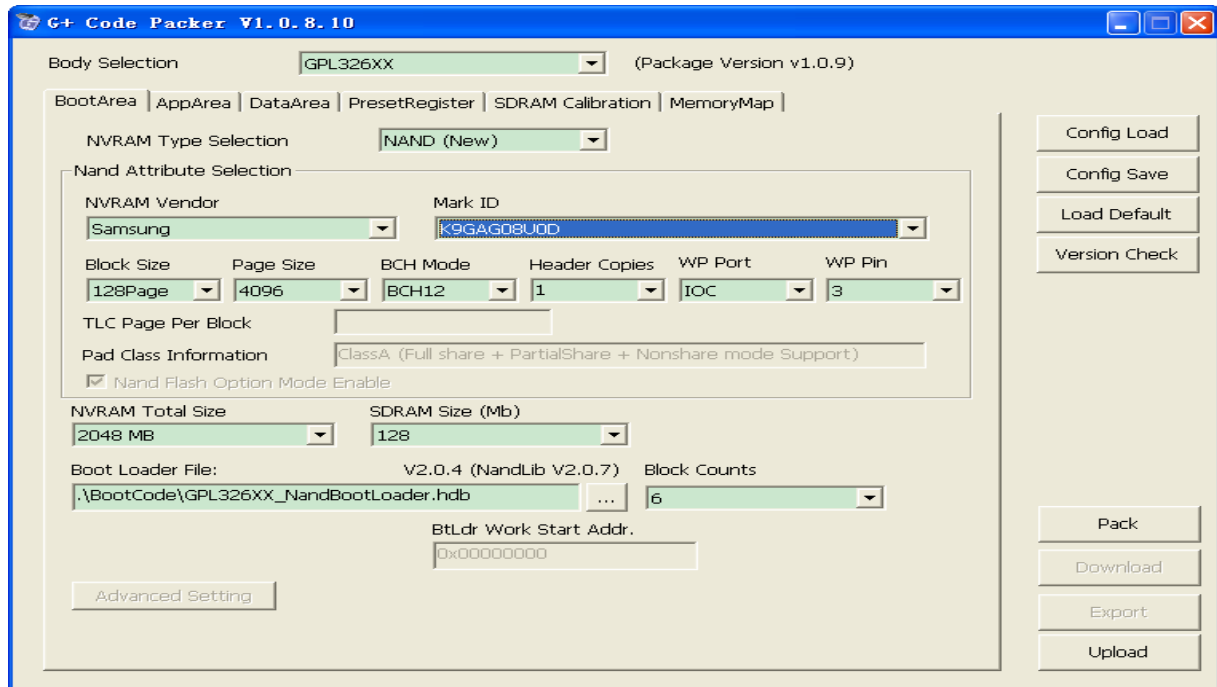 G+ Code Packer V1.0.8.10
Body Selection GPL326XX (Package Version v1.0.9)
BootArea AppArea DataArea PresetRegister SDRAM Calibration MemoryMap
NVRAM Type Selection NAND (New)
Nand Attribute Selection
NVRAM Vendor Mark ID
Samsung K9GAG08U0D
Block Size Page Size BCH Mode Header Copies WP Port WP Pin
128Page 4096 BCH12 1 IOC 3
TLC Page Per Block
Pad Class Information ClassA (Full share + PartialShare + Nonshare mode Support)
Nand Flash Option Mode Enable
NVRAM Total Size SDRAM Size (Mb)
2048 MB 128
Boot Loader File: V2.0.4 (NandLib V2.0.7) Block Counts
.\BootCode\GPL326XX_NandBootLoader.hdb ... 6
BtLdr Work Start Addr.
0x00000000
Advanced Setting
Config Load
Config Save
Load Default
Version Check
Pack
Download
Export
Upload